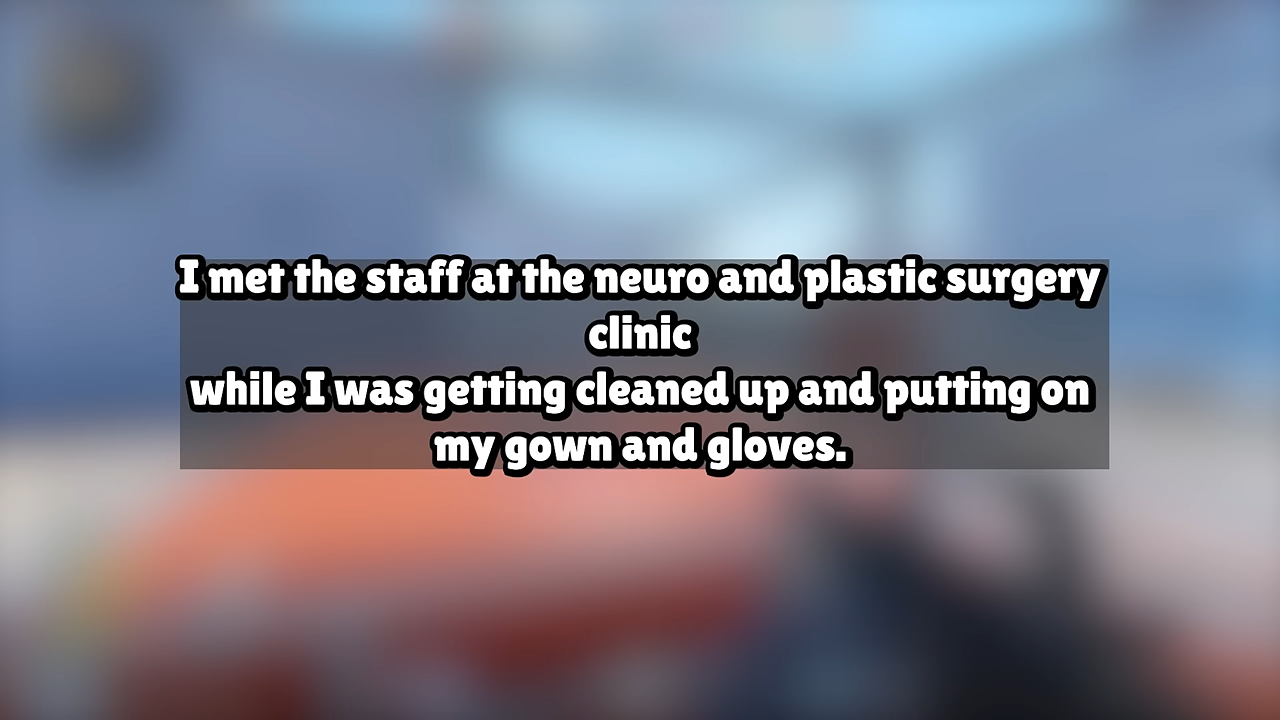 I met the staff at the neuro and plastic surgery
clinic
while I was getting cleaned up and putting on
my gown and gloves.